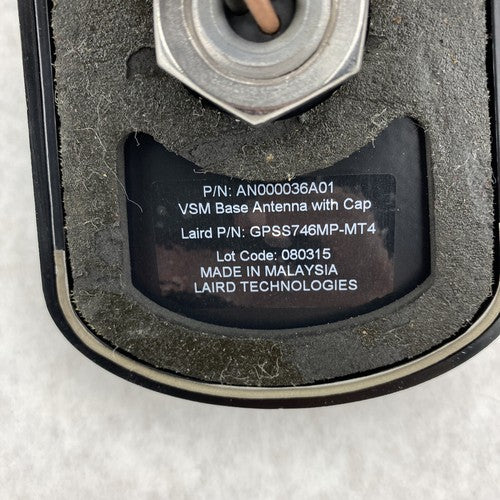 P/N: AN000036A01
VSM Base Antenna with Cap
Laird P/N: GPSS746MP-MT4
Lot Code: 080315
MADE IN MALAYSIA
LAIRD TECHNOLOGIES